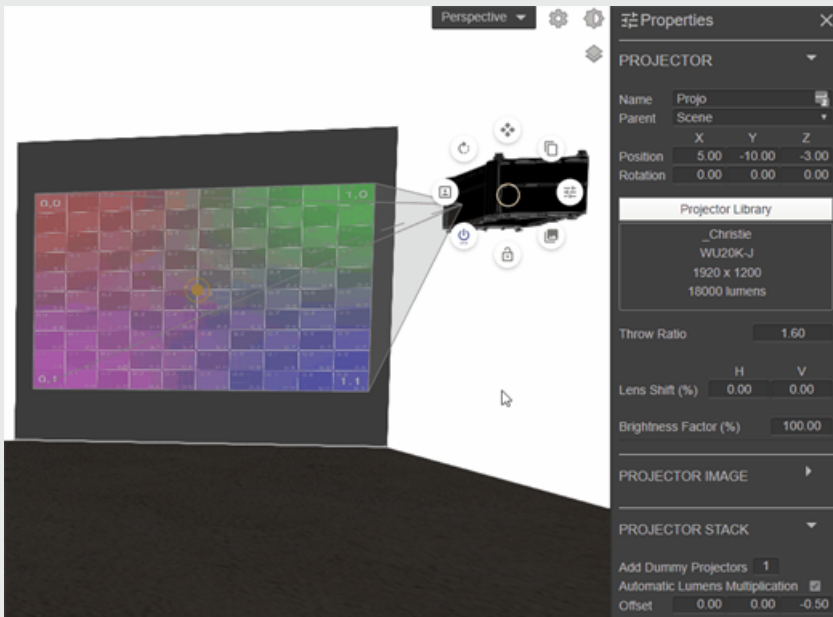 Perspective
Properties
PROJECTOR
Name Projo
Parent Scene
X Y Z
Position 5.00 -10.00 -3.00
Rotation 0.00 0.00 0.00
Projector Library
_Christie
WU20K-J
1920 x 1200
18000 lumens
Throw Ratio 1.60
H V
Lens Shift (%) 0.00 0.00
Brightness Factor (%) 100.00
PROJECTOR IMAGE
PROJECTOR STACK
Add Dummy Projectors 1
Automatic Lumens Multiplication
Offset 0.00 0.00 -0.50
0,0 1,0
0,1 1,1